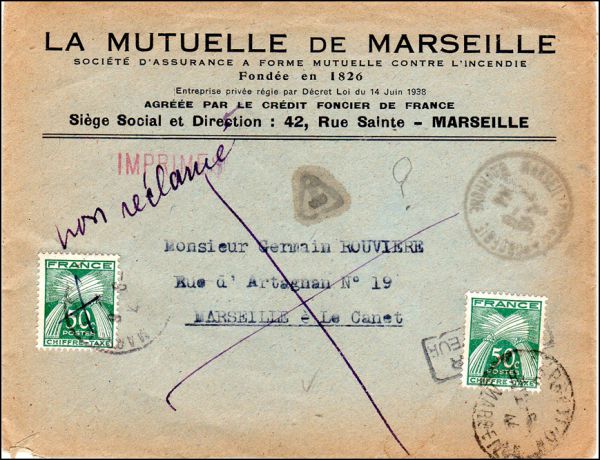 LA MUTUELLE DE MARSEILLE
SOCIÉTÉ D'ASSURANCE A FORME MUTUELLE CONTRE L'INCENDIE
Fondée en 1826
Entreprise privée régie par Décret Loi du 14 Juin 1938
AGRÉÉE PAR LE CRÉDIT FONCIER DE FRANCE
Siège Social et Direction : 42, Rue Sainte - MARSEILLE
IMPRIMES
non réclamé
?
T
Monsieur Germain ROUVIERE
Rue d'Artagnan N° 19
MARSEILLE - Le Canet
FRANCE
50c
POSTES
CHIFFRE-TAXE
FRANCE
50c
POSTES
CHIFFRE-TAXE